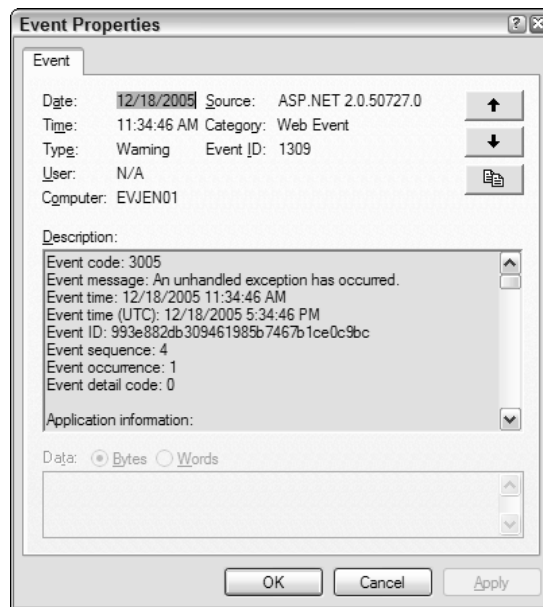 Event Properties
Event
Date: 12/18/2005 Source: ASP.NET 2.0.50727.0
Time: 11:34:46 AM Category: Web Event
Type: Warning Event ID: 1309
User: N/A
Computer: EVJEN01
Description:
Event code: 3005
Event message: An unhandled exception has occurred.
Event time: 12/18/2005 11:34:46 AM
Event time (UTC): 12/18/2005 5:34:46 PM
Event ID: 993e882db309461985b7467b1ce0c9bc
Event sequence: 4
Event occurrence: 1
Event detail code: 0
Application information:
Data: Bytes Words
OK Cancel Apply